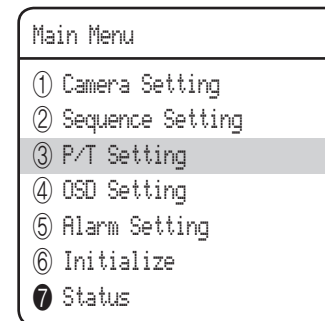 Main Menu
① Camera Setting
② Sequence Setting
③ P/T Setting
④ OSD Setting
⑤ Alarm Setting
⑥ Initialize
❼ Status